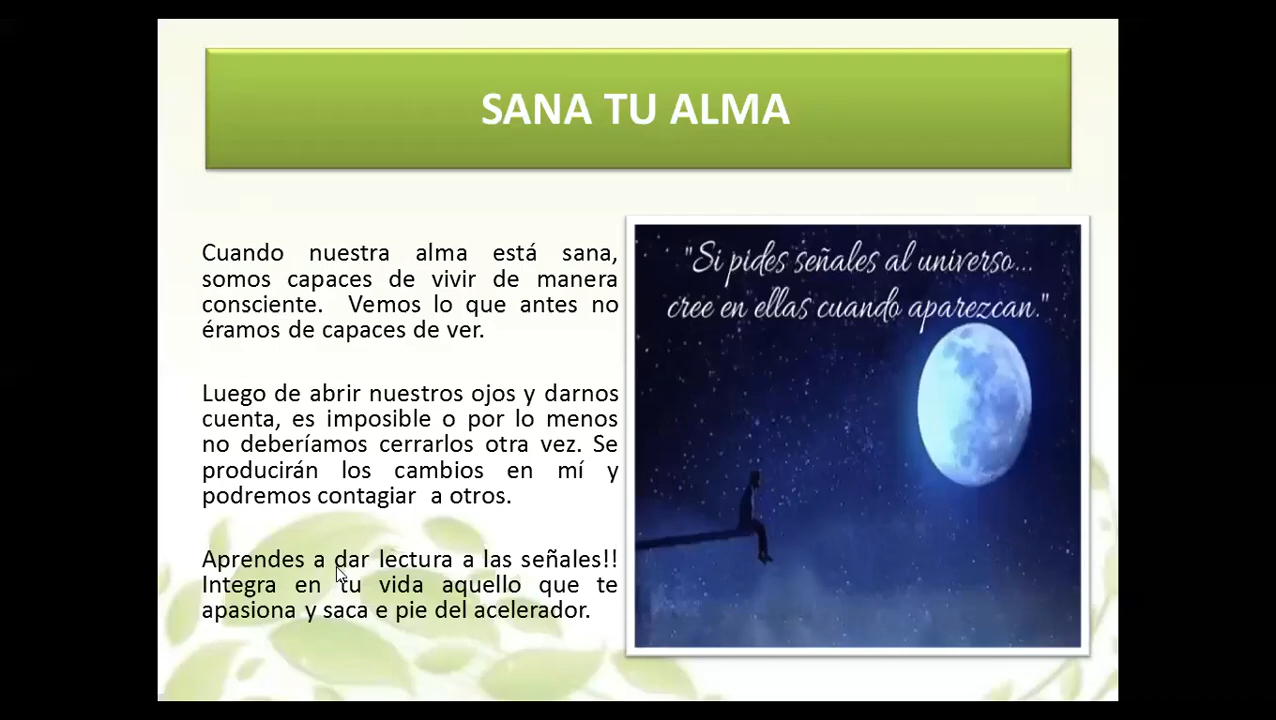 SANA TU ALMA
Cuando nuestra alma está sana,
somos capaces de vivir de manera
consciente. Vemos lo que antes no
éramos de capaces de ver.
Luego de abrir nuestros ojos y darnos
cuenta, es imposible o por lo menos
no deberíamos cerrarlos otra vez. Se
producirán los cambios en mí y
podremos contagiar a otros.
Aprendes a dar lectura a las señales!!
Integra en tu vida aquello que te
apasiona y saca e pie del acelerador.
"Si pides señales al universo...
cree en ellas cuando aparezcan."